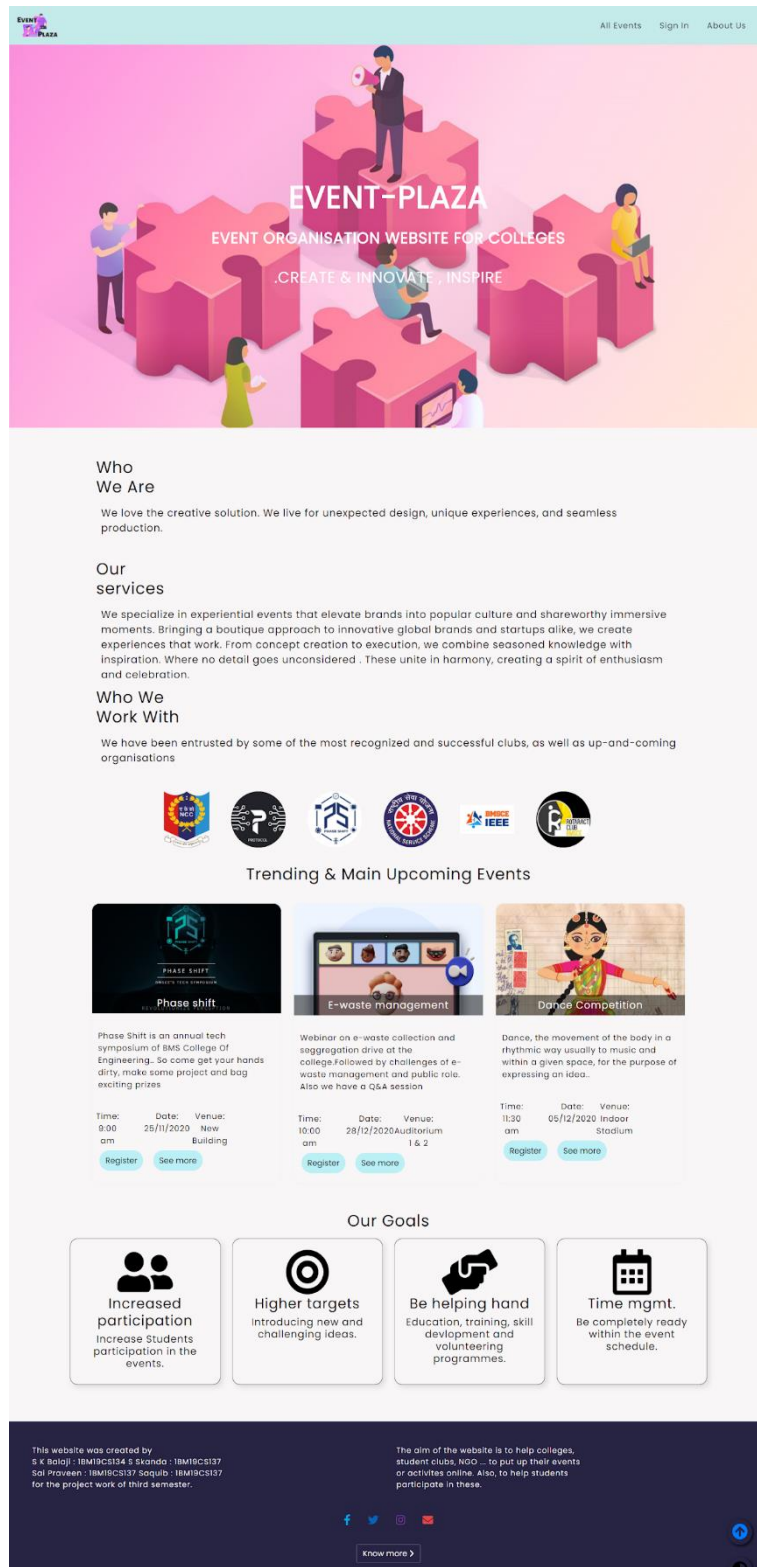 EVENT
PLAZA
All Events Sign In About Us
EVENT-PLAZA
EVENT ORGANISATION WEBSITE FOR COLLEGES
.CREATE & INNOVATE , INSPIRE
Who
We Are
We love the creative solution. We live for unexpected design, unique experiences, and seamless
production.
Our
services
We specialize in experiential events that elevate brands into popular culture and shareworthy immersive
moments. Bringing a boutique approach to innovative global brands and startups alike, we create
experiences that work. From concept creation to execution, we combine seasoned knowledge with
inspiration. Where no detail goes unconsidered . These unite in harmony, creating a spirit of enthusiasm
and celebration.
Who We
Work With
We have been entrusted by some of the most recognized and successful clubs, as well as up-and-coming
organisations
NCC
PROTOCOL
PHASE SHIFT
राष्ट्रीय सेवा योजना
NATIONAL SERVICE SCHEME
BMSCE
IEEE
ROTARACT
CLUB
Trending & Main Upcoming Events
PHASE SHIFT
PHASE SHIFT
BMSCE'S TECH SYMPOSIUM
Phase shift
E-waste management
Dance Competition
Phase Shift is an annual tech
symposium of BMS College Of
Engineering.. So come get your hands
dirty, make some project and bag
exciting prizes
Time: Date: Venue:
9:00 25/11/2020 New
am Building
Register See more
Webinar on e-waste collection and
seggregation drive at the
college.Followed by challenges of e-
waste management and public role.
Also we have a Q&A session
Time: Date: Venue:
10:00 28/12/2020Auditorium
am 1 & 2
Register See more
Dance, the movement of the body in a
rhythmic way usually to music and
within a given space, for the purpose of
expressing an idea..
Time: Date: Venue:
11:30 05/12/2020 Indoor
am Stadium
Register See more
Our Goals
Increased
participation
Increase Students
participation in the
events.
Higher targets
Introducing new and
challenging ideas.
Be helping hand
Education, training, skill
devlopment and
volunteering
programmes.
Time mgmt.
Be completely ready
within the event
schedule.
This website was created by
S K Balaji : 1BM19CS134 S Skanda : 1BM19CS137
Sai Praveen : 1BM19CS137 Saquib : 1BM19CS137
for the project work of third semester.
The aim of the website is to help colleges,
student clubs, NGO ... to put up their events
or activites online. Also, to help students
participate in these.
Know more >